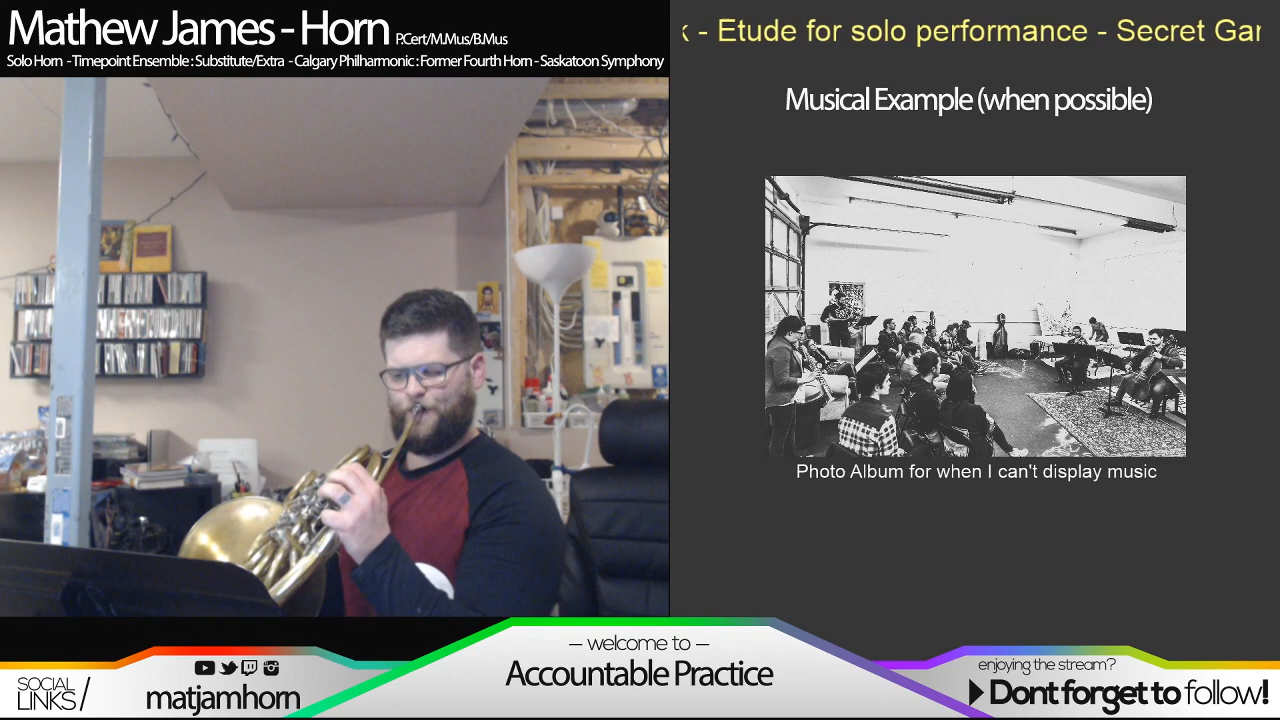 Mathew James - Horn P.Cert/M.Mus/B.Mus
Solo Horn - Timepoint Ensemble : Substitute/Extra - Calgary Philharmonic : Former Fourth Horn - Saskatoon Symphony
- Etude for solo performance - Secret
Musical Example (when possible)
Photo Album for when I can't display music
– welcome to –
Accountable Practice
SOCIAL
LINKS/
matjamhorn
enjoying the stream?
Dont forget to follow!